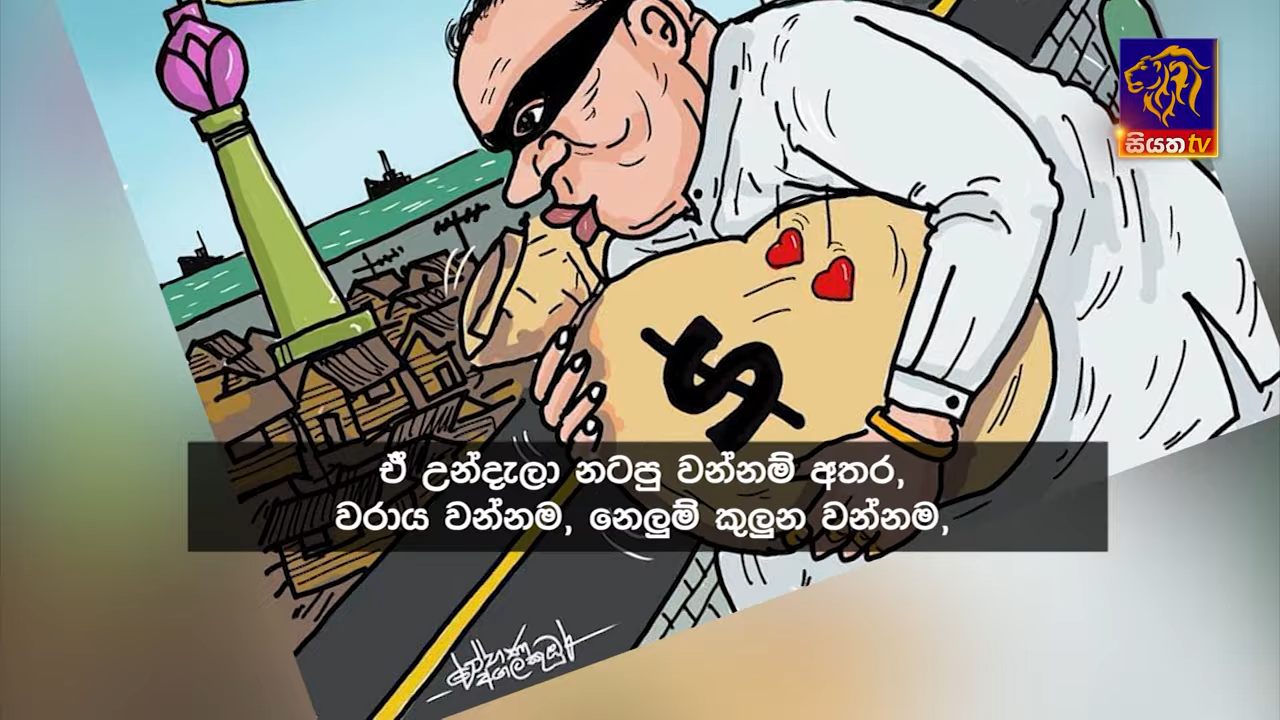 සියත tv
ඒ උන්දැලා නටපු වන්නම් අතර,
වරාය වන්නම, නෙලුම් කුලුන වන්නම,
$